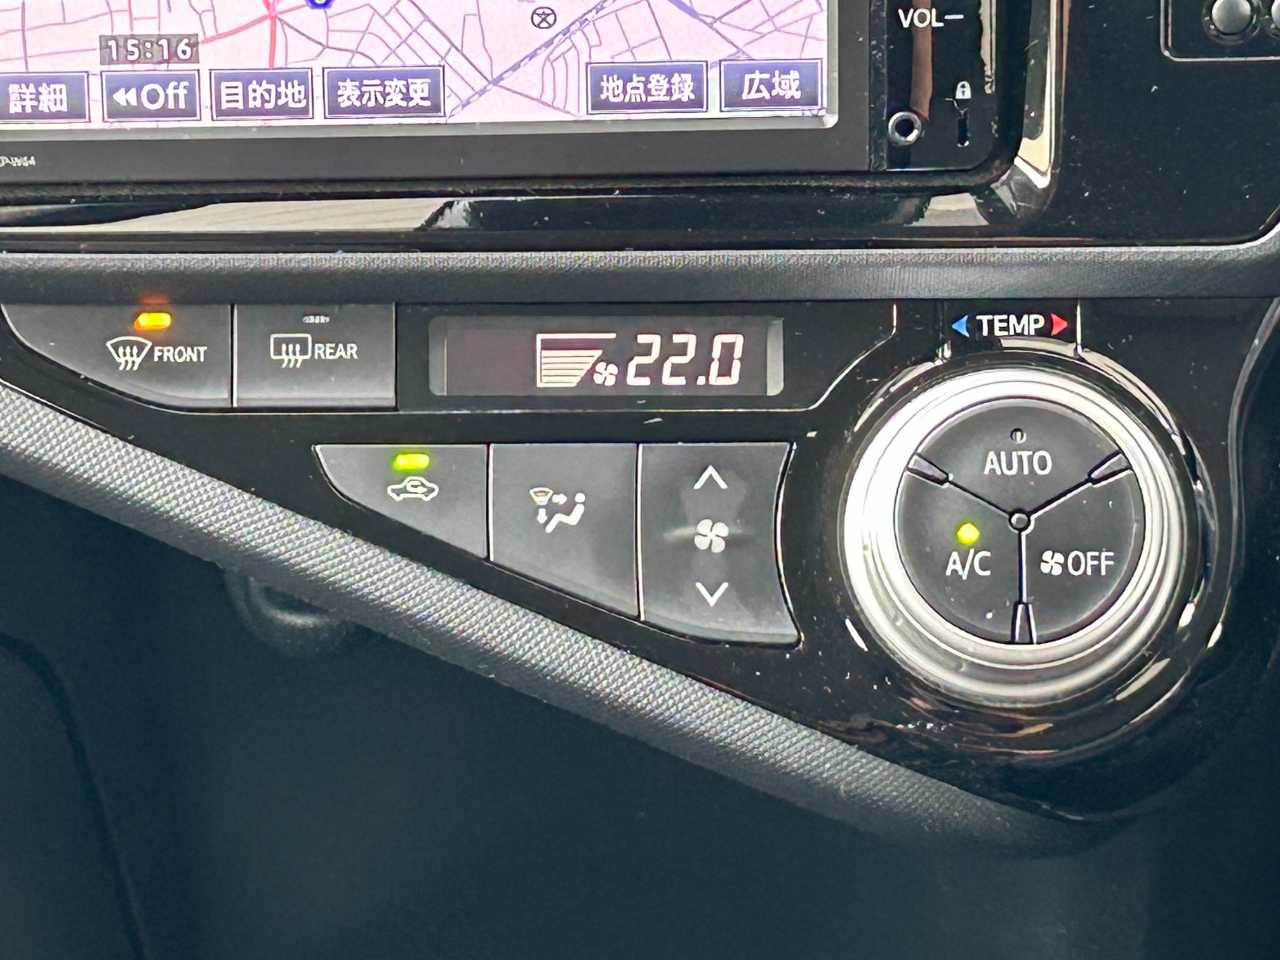 VOL−
15:16
詳細
◀◀Off
目的地
表示変更
地点登録
広域
TEMP
FRONT
REAR
22.0
AUTO
A/C
OFF